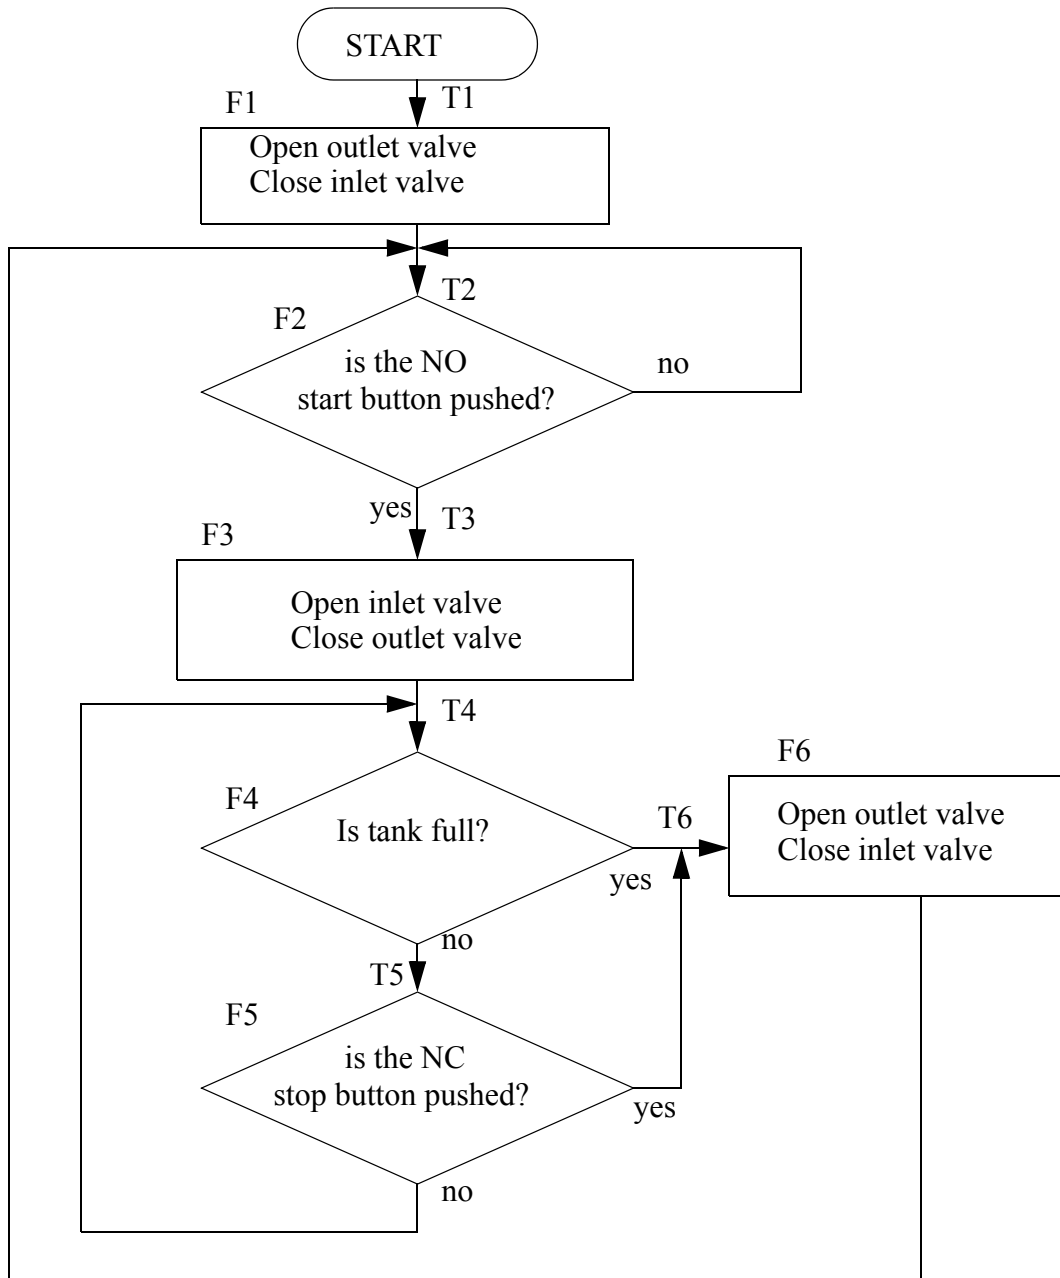 START
T1
F1
Open outlet valve
Close inlet valve
T2
F2
is the NO
start button pushed?
no
yes
T3
F3
Open inlet valve
Close outlet valve
T4
F4
Is tank full?
T6
yes
F6
Open outlet valve
Close inlet valve
no
T5
F5
is the NC
stop button pushed?
yes
no